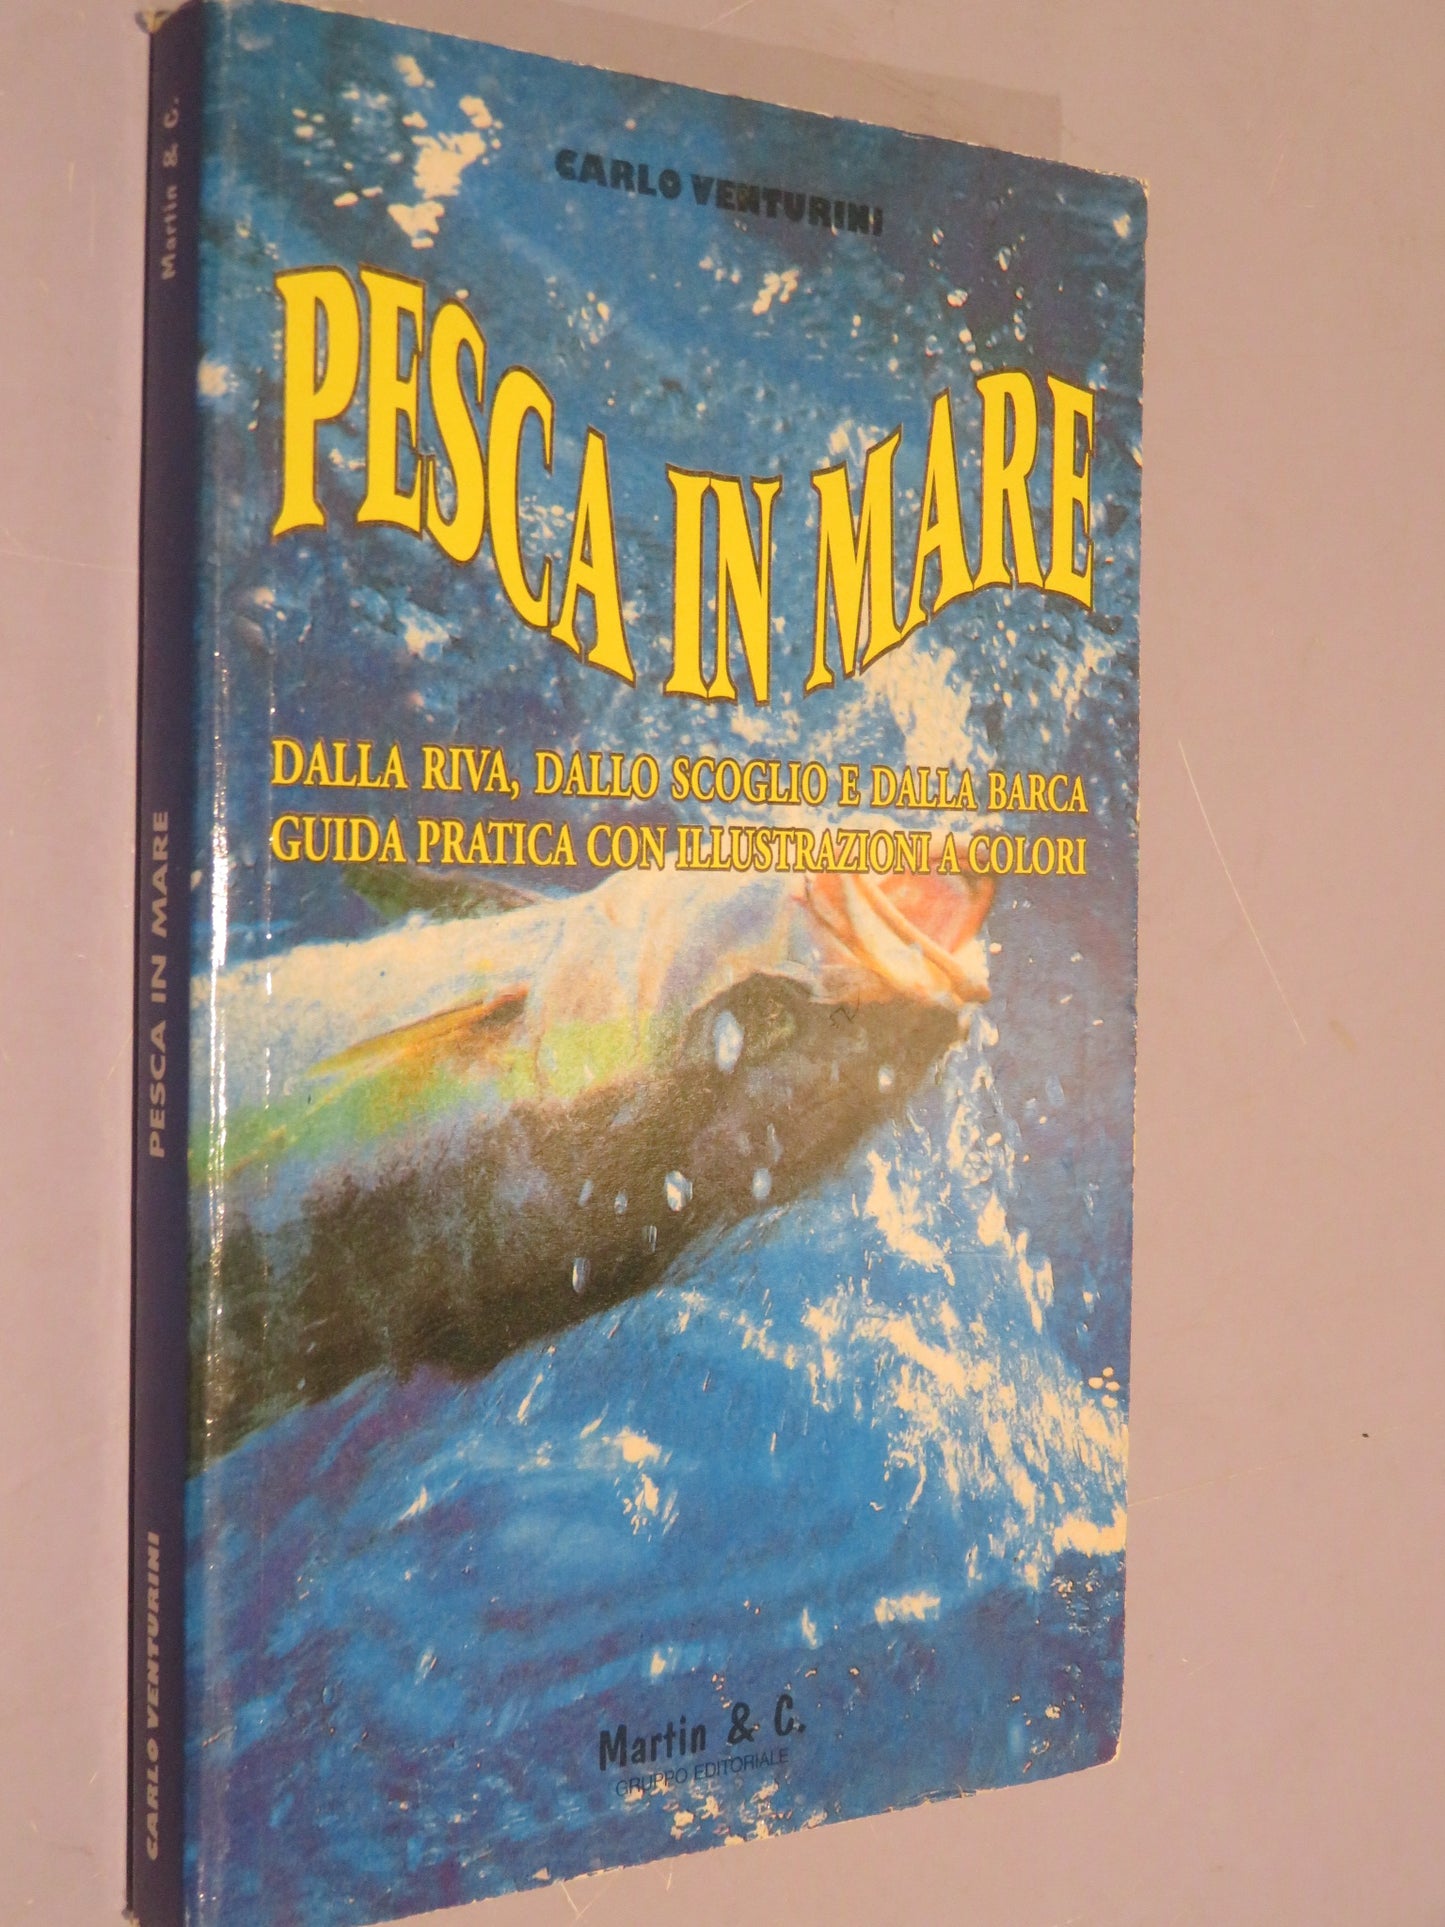 CARLO VENTURINI
PESCA IN MARE
DALLA RIVA, DALLO SCOGLIO E DALLA BARCA
GUIDA PRATICA CON ILLUSTRAZIONI A COLORI
Martin & C.
GRUPPO EDITORIALE
CARLO VENTURINI
PESCA IN MARE
Martin & C.